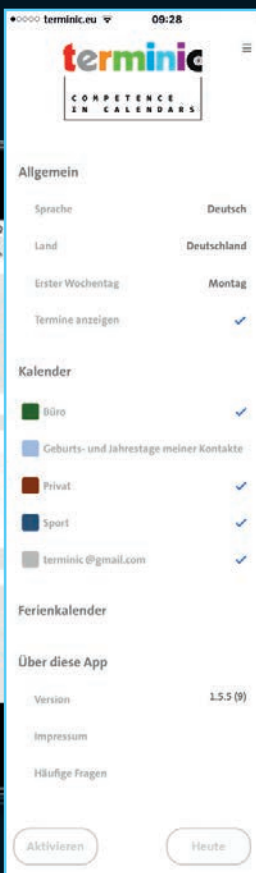 terminic.eu 09:28
terminic
COMPETENCE
IN CALENDARS
Allgemein
Sprache Deutsch
Land Deutschland
Erster Wochentag Montag
Termine anzeigen
Kalender
Büro
Geburts- und Jahrestage meiner Kontakte
Privat
Sport
terminic@gmail.com
Ferienkalender
Über diese App
Version 1.5.5 (9)
Impressum
Häufige Fragen
Aktivieren Heute